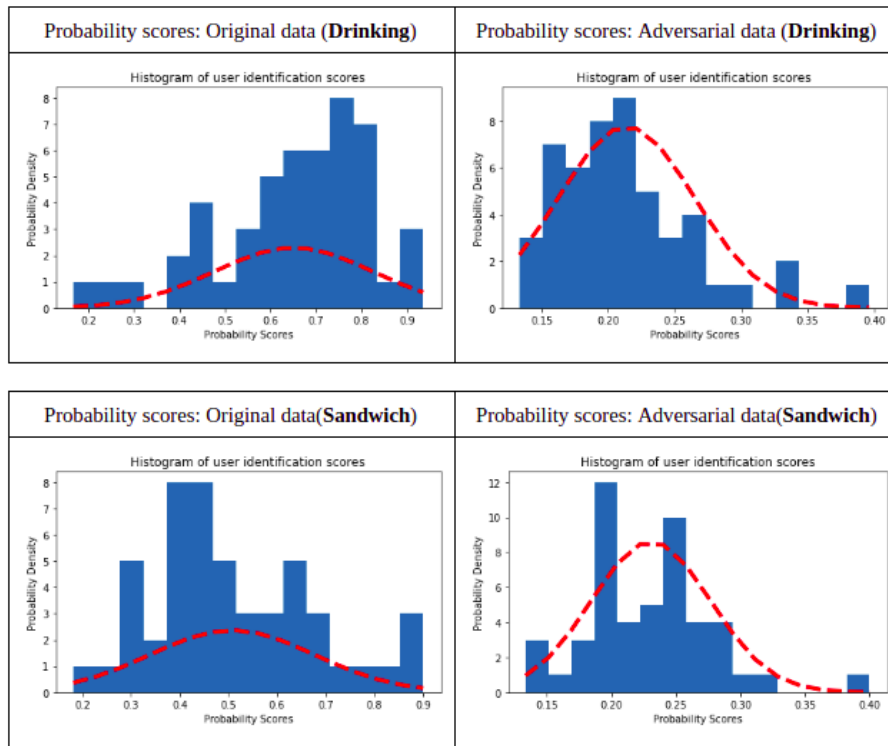 Probability scores: Original data (Drinking)
Probability scores: Adversarial data (Drinking)
Histogram of user identification scores
8
7
6
5
4
3
2
1
0
Probability Density
0.2 0.3 0.4 0.5 0.6 0.7 0.8 0.9
Probability Scores
Histogram of user identification scores
8
6
4
2
0
Probability Density
0.15 0.20 0.25 0.30 0.35 0.40
Probability Scores
Probability scores: Original data(Sandwich)
Probability scores: Adversarial data(Sandwich)
Histogram of user identification scores
8
7
6
5
4
3
2
1
0
Probability Density
0.2 0.3 0.4 0.5 0.6 0.7 0.8 0.9
Probability Scores
Histogram of user identification scores
12
10
8
6
4
2
0
Probability Density
0.15 0.20 0.25 0.30 0.35 0.40
Probability Scores